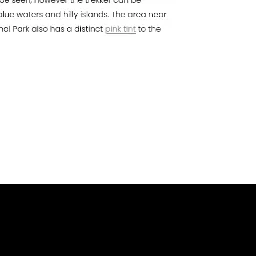 be seen, however the trekker can be
blue waters and hilly islands. The area near
nal Park also has a distinct pink tint to the